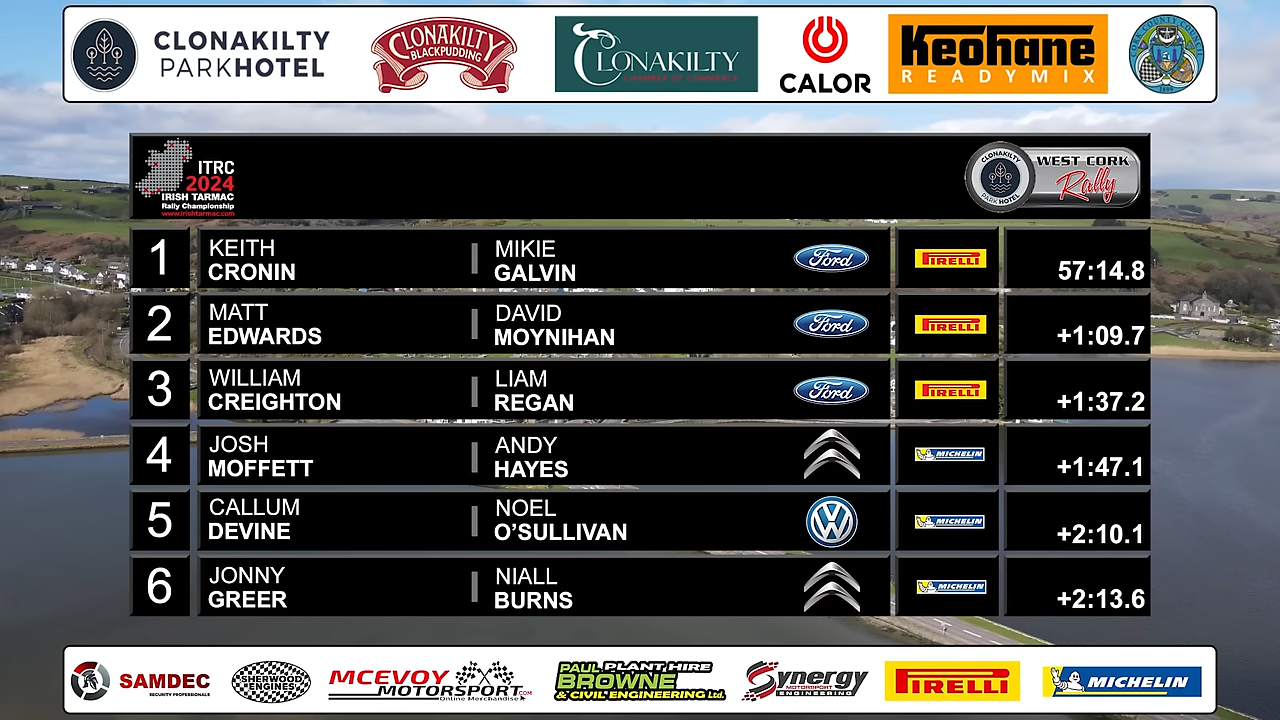 CLONAKILTY
PARKHOTEL
CLONAKILTY
BLACKPUDDING
CLONAKILTY
CHAMBER OF COMMERCE
CALOR
Keohane
READYMIX
ITRC
2024
IRISH TARMAC
Rally Championship
www.irishtarmac.com
CLONAKILTY
PARK HOTEL
WEST CORK
Rally
1 KEITH CRONIN | MIKIE GALVIN Ford PIRELLI 57:14.8
2 MATT EDWARDS | DAVID MOYNIHAN Ford PIRELLI +1:09.7
3 WILLIAM CREIGHTON | LIAM REGAN Ford PIRELLI +1:37.2
4 JOSH MOFFETT | ANDY HAYES MICHELIN +1:47.1
5 CALLUM DEVINE | NOEL O’SULLIVAN MICHELIN +2:10.1
6 JONNY GREER | NIALL BURNS MICHELIN +2:13.6
SAMDEC
SECURITY PROFESSIONALS
SHERWOOD
ENGINES
MCEVOY
MOTORSPORT.COM
Online Merchandise
PAUL PLANT HIRE
BROWNE
& CIVIL ENGINEERING Ltd.
Synergy
MOTORSPORT
ENGINEERING
PIRELLI
MICHELIN